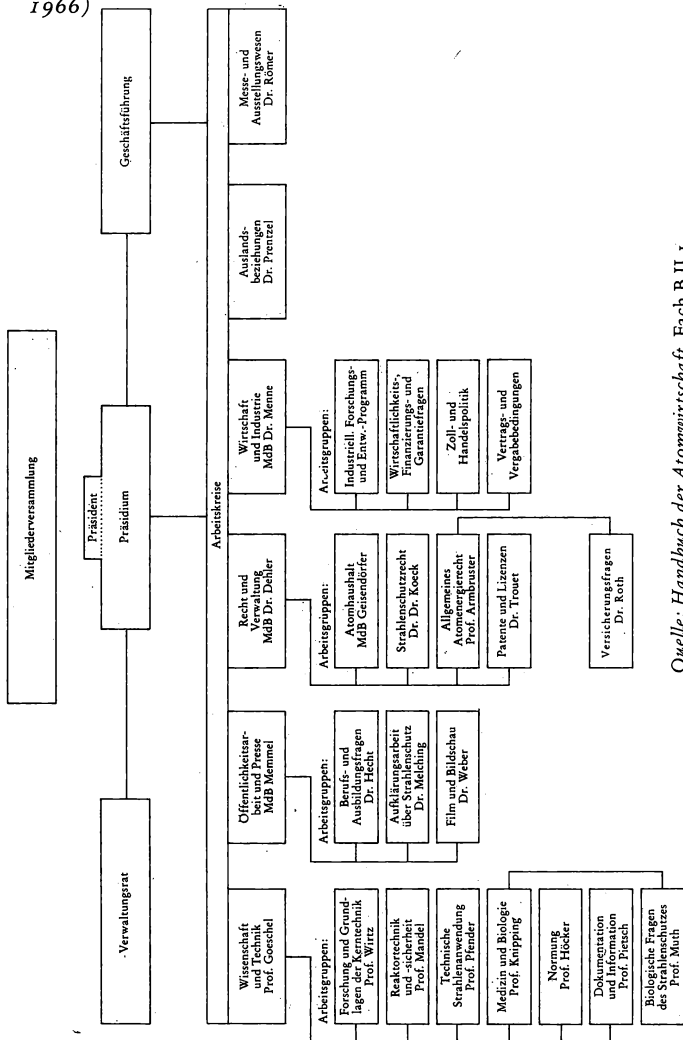 1966)
Mitgliederversammlung
Verwaltungsrat
Präsident
Präsidium
Geschäftsführung
Arbeitskreise
Wissenschaft
und Technik
Prof. Goeschel
Öffentlichkeitsar-
beit und Presse
MdB Memmel
Recht und
Verwaltung
MdB Dr. Dehler
Wirtschaft
und Industrie
MdB Dr. Menne
Auslands-
beziehungen
Dr. Prentzel
Messe- und
Ausstellungswesen
Dr. Römer
Arbeitsgruppen:
Forschung und Grund-
lagen der Kerntechnik
Prof. Wirtz
Reaktortechnik
und -sicherheit
Prof. Mandel
Technische
Strahlenanwendung
Prof. Pfender
Medizin und Biologie
Prof. Knipping
Normung
Prof. Höcker
Dokumentation
und Information
Prof. Pietsch
Biologische Fragen
des Strahlenschutzes
Prof. Muth
Arbeitsgruppen:
Berufs- und
Ausbildungsfragen
Dr. Hecht
Aufklärungsarbeit
über Strahlenschutz
Dr. Melching
Film und Bildschau
Dr. Weber
Arbeitsgruppen:
Atomhaushalt
MdB Geisendörfer
Strahlenschutzrecht
Dr. Dr. Koeck
Allgemeines
Atomenergierecht
Prof. Armbruster
Patente und Lizenzen
Dr. Trouet
Versicherungsfragen
Dr. Roth
Arbeitsgruppen:
Industriell. Forschungs-
und Entw.-Programm
Wirtschaftlichkeits-,
Finanzierungs- und
Garantiefragen
Zoll- und
Handelspolitik
Vertrags- und
Vergabebedingungen
Quelle: Handbuch der Atomwirtschaft, Fach B II 1